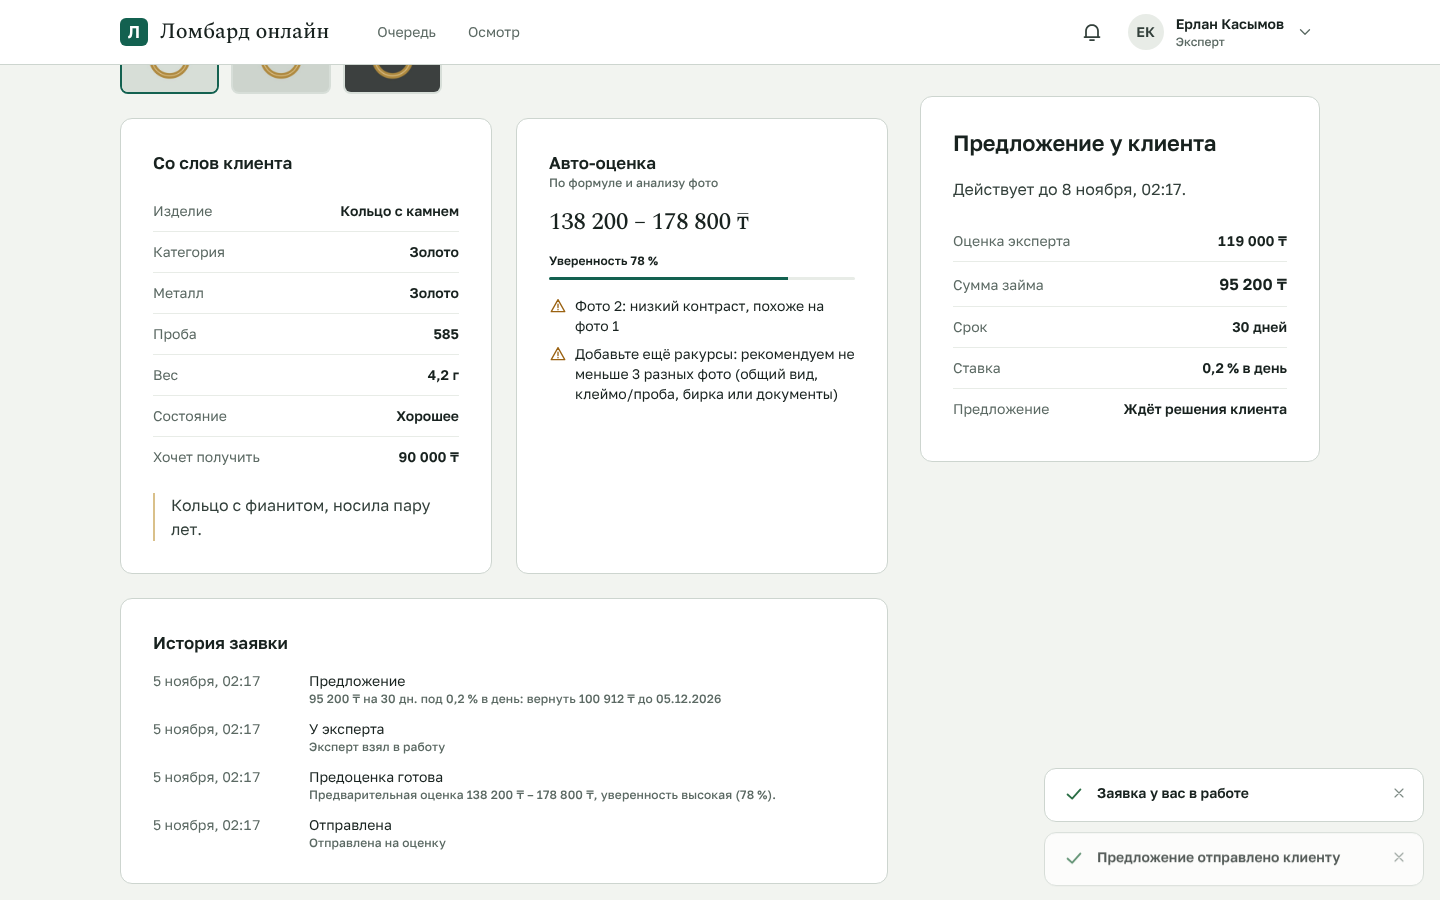 Л Ломбард онлайн
Очередь
Осмотр
ЕК
Ерлан Касымов
Эксперт
Со слов клиента
Изделие Кольцо с камнем
Категория Золото
Металл Золото
Проба 585
Вес 4,2 г
Состояние Хорошее
Хочет получить 90 000 ₸
Кольцо с фианитом, носила пару
лет.
Авто-оценка
По формуле и анализу фото
138 200 – 178 800 ₸
Уверенность 78 %
Фото 2: низкий контраст, похоже на
фото 1
Добавьте ещё ракурсы: рекомендуем не
меньше 3 разных фото (общий вид,
клеймо/проба, бирка или документы)
Предложение у клиента
Действует до 8 ноября, 02:17.
Оценка эксперта 119 000 ₸
Сумма займа 95 200 ₸
Срок 30 дней
Ставка 0,2 % в день
Предложение Ждёт решения клиента
История заявки
5 ноября, 02:17 Предложение
95 200 ₸ на 30 дн. под 0,2 % в день: вернуть 100 912 ₸ до 05.12.2026
5 ноября, 02:17 У эксперта
Эксперт взял в работу
5 ноября, 02:17 Предоценка готова
Предварительная оценка 138 200 ₸ – 178 800 ₸, уверенность высокая (78 %).
5 ноября, 02:17 Отправлена
Отправлена на оценку
Заявка у вас в работе
Предложение отправлено клиенту